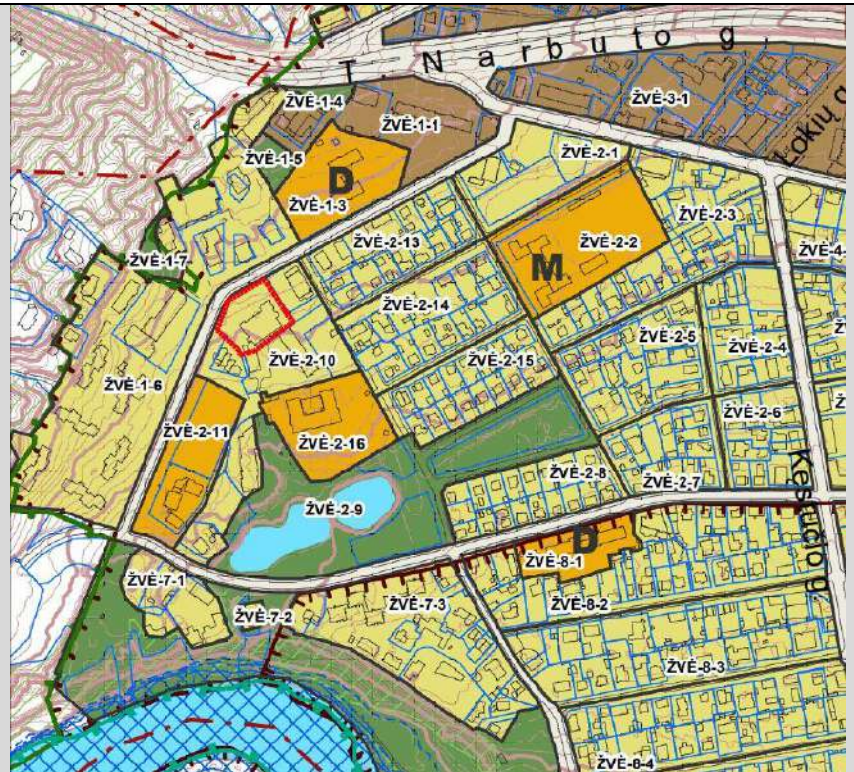 T. Narbuto g.
ŽVĖ-1-4
ŽVĖ-1-1
ŽVĖ-3-1
Lokių g.
ŽVĖ-1-5
ŽVĖ-2-1
D
ŽVĖ-1-3
ŽVĖ-2-3
ŽVĖ-2-13
ŽVĖ-2-2
ŽVĖ-4-
ŽVĖ-1-7
M
ŽVĖ-2-14
ŽVĖ-2-5
ŽVĖ-2-4
ŽVĖ-2-10
ŽVĖ-2-15
ŽVĖ-1-6
ŽVĖ-2-6
ŽVĖ-2-11
ŽVĖ-2-16
Kęstučio g.
ŽVĖ-2-8
ŽVĖ-2-7
ŽVĖ-2-9
D
ŽVĖ-8-1
ŽVĖ-7-1
ŽVĖ-7-2
ŽVĖ-7-3
ŽVĖ-8-2
ŽVĖ-8-3
ŽVĖ-8-4